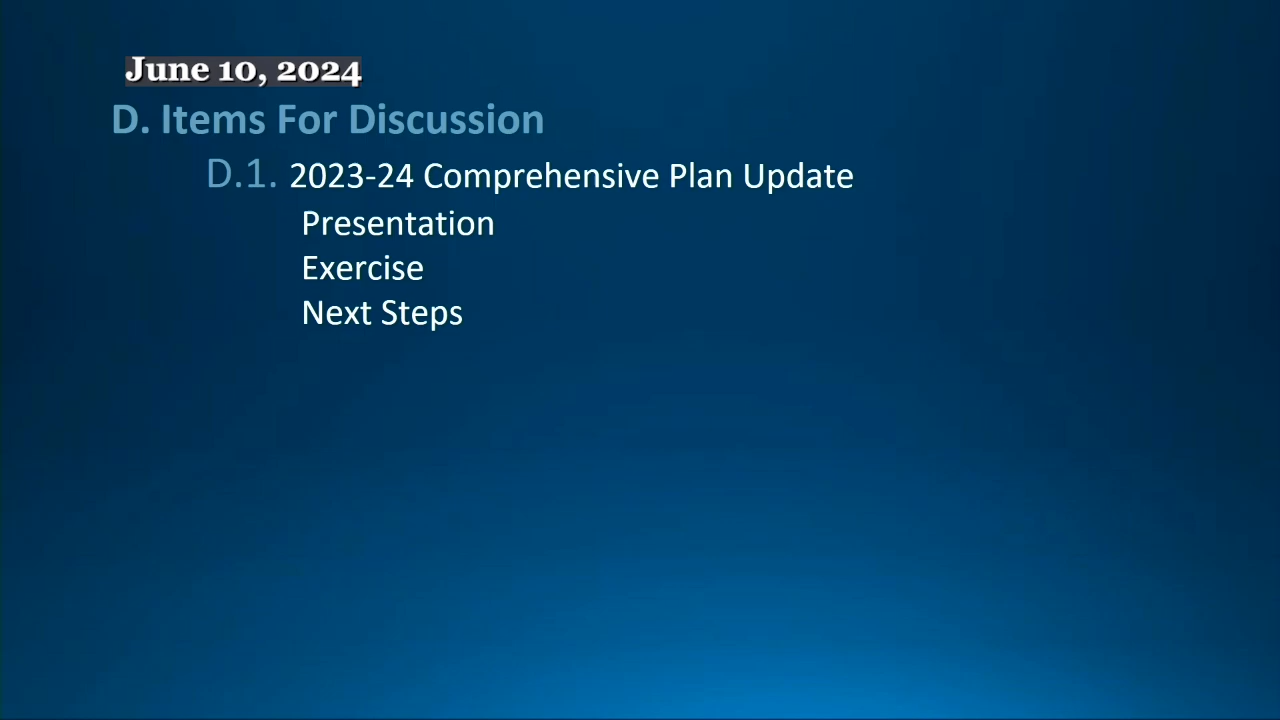 June 10, 2024
D. Items For Discussion
D.1. 2023-24 Comprehensive Plan Update
Presentation
Exercise
Next Steps